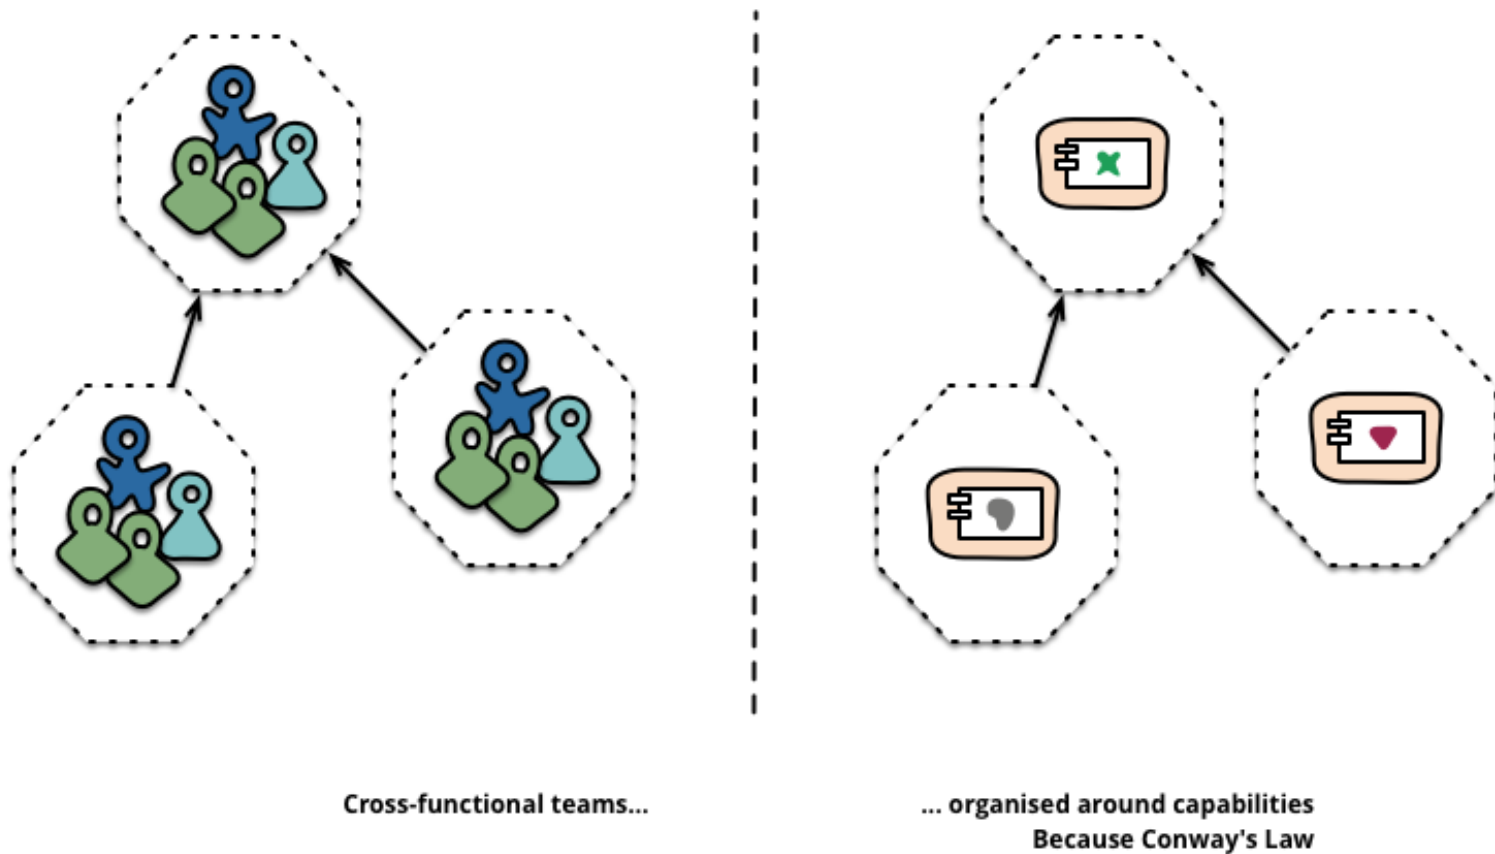 Cross-functional teams...
... organised around capabilities
Because Conway's Law